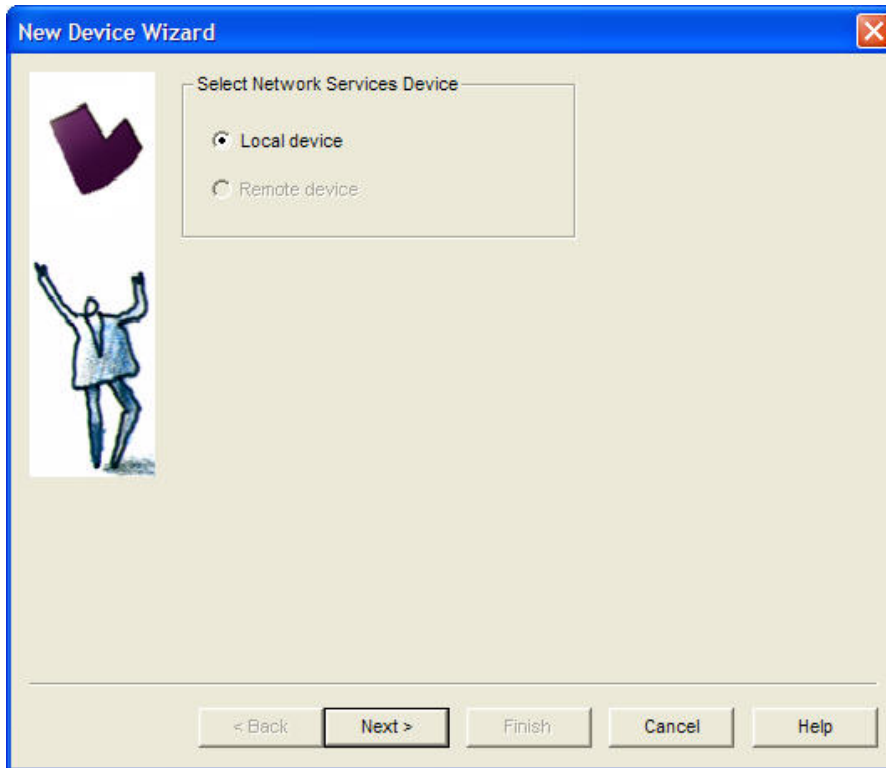 New Device Wizard
Select Network Services Device
Local device
Remote device
< Back
Next >
Finish
Cancel
Help